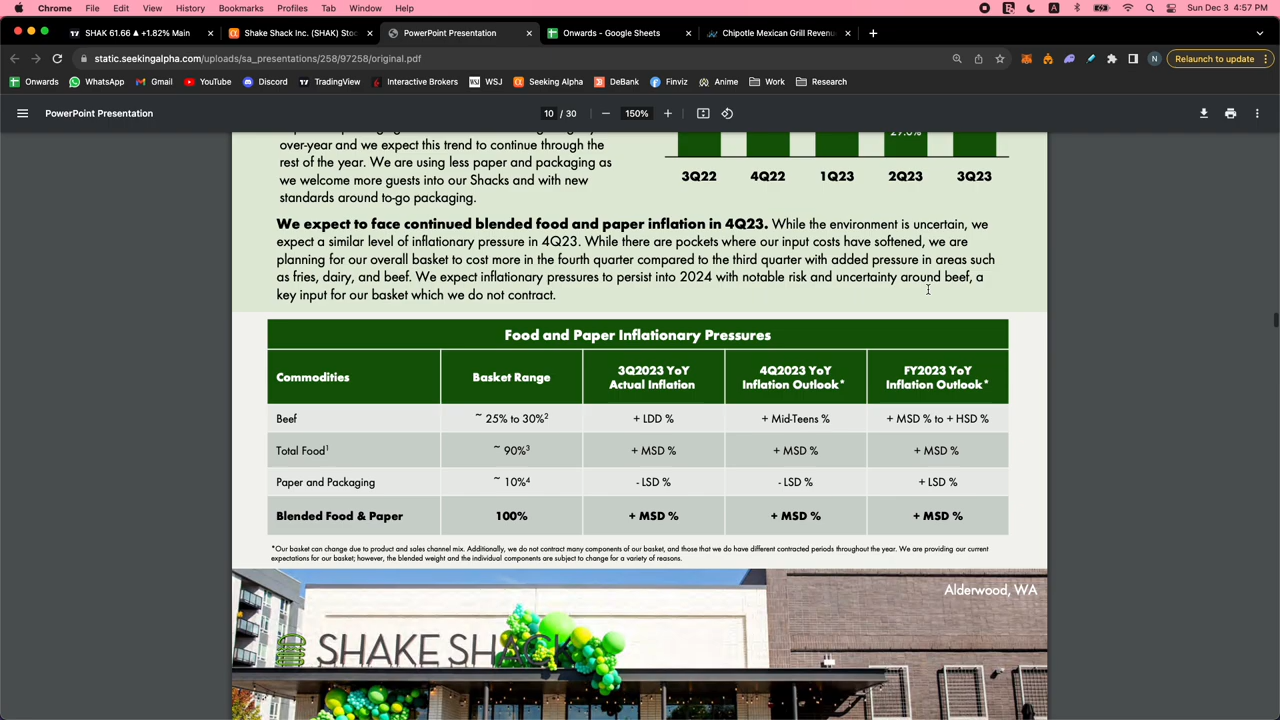 Chrome File Edit View History Bookmarks Profiles Tab Window Help Sun Dec 3 4:57 PM
SHAK 61.66 ▲ +1.82% Main Shake Shack Inc. (SHAK) Sto PowerPoint Presentation Onwards - Google Sheets Chipotle Mexican Grill Revenu
static.seekingalpha.com/uploads/sa_presentations/258/97258/original.pdf N Relaunch to update
Onwards WhatsApp Gmail YouTube Discord TradingView Interactive Brokers WSJ Seeking Alpha DeBank Finviz Anime Work Research
PowerPoint Presentation 10 / 30 150%
over-year and we expect this trend to continue through the
rest of the year. We are using less paper and packaging as
we welcome more guests into our Shacks and with new
standards around to-go packaging.
3Q22 4Q22 1Q23 2Q23 3Q23
We expect to face continued blended food and paper inflation in 4Q23. While the environment is uncertain, we
expect a similar level of inflationary pressure in 4Q23. While there are pockets where our input costs have softened, we are
planning for our overall basket to cost more in the fourth quarter compared to the third quarter with added pressure in areas such
as fries, dairy, and beef. We expect inflationary pressures to persist into 2024 with notable risk and uncertainty around beef, a
key input for our basket which we do not contract.
Food and Paper Inflationary Pressures
Commodities Basket Range 3Q2023 YoY Actual Inflation 4Q2023 YoY Inflation Outlook* FY2023 YoY Inflation Outlook*
Beef ~ 25% to 30%2 + LDD % + Mid-Teens % + MSD % to + HSD %
Total Food1 ~ 90%3 + MSD % + MSD % + MSD %
Paper and Packaging ~ 10%4 - LSD % - LSD % + LSD %
Blended Food & Paper 100% + MSD % + MSD % + MSD %
*Our basket can change due to product and sales channel mix. Additionally, we do not contract many components of our basket, and those that we do have different contracted periods throughout the year. We are providing our current
expectations for our basket; however, the blended weight and the individual components are subject to change for a variety of reasons.
Alderwood, WA
SHAKE SHACK